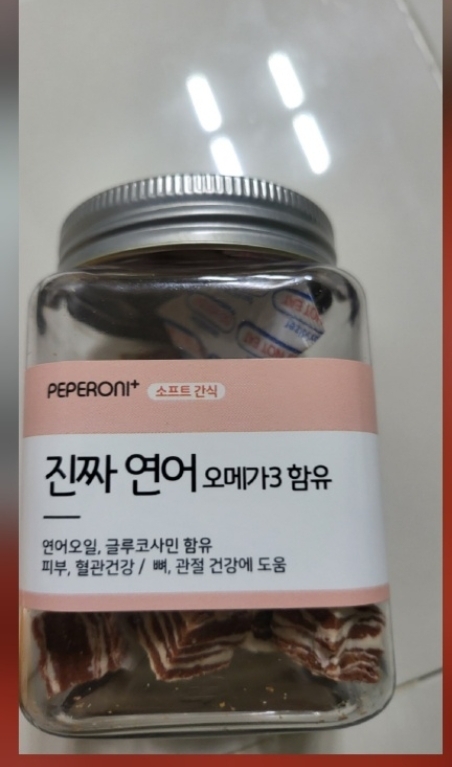 PEPERONI+ 소프트 간식
진짜 연어 오메가3 함유
연어오일, 글루코사민 함유
피부, 혈관건강 / 뼈, 관절 건강에 도움